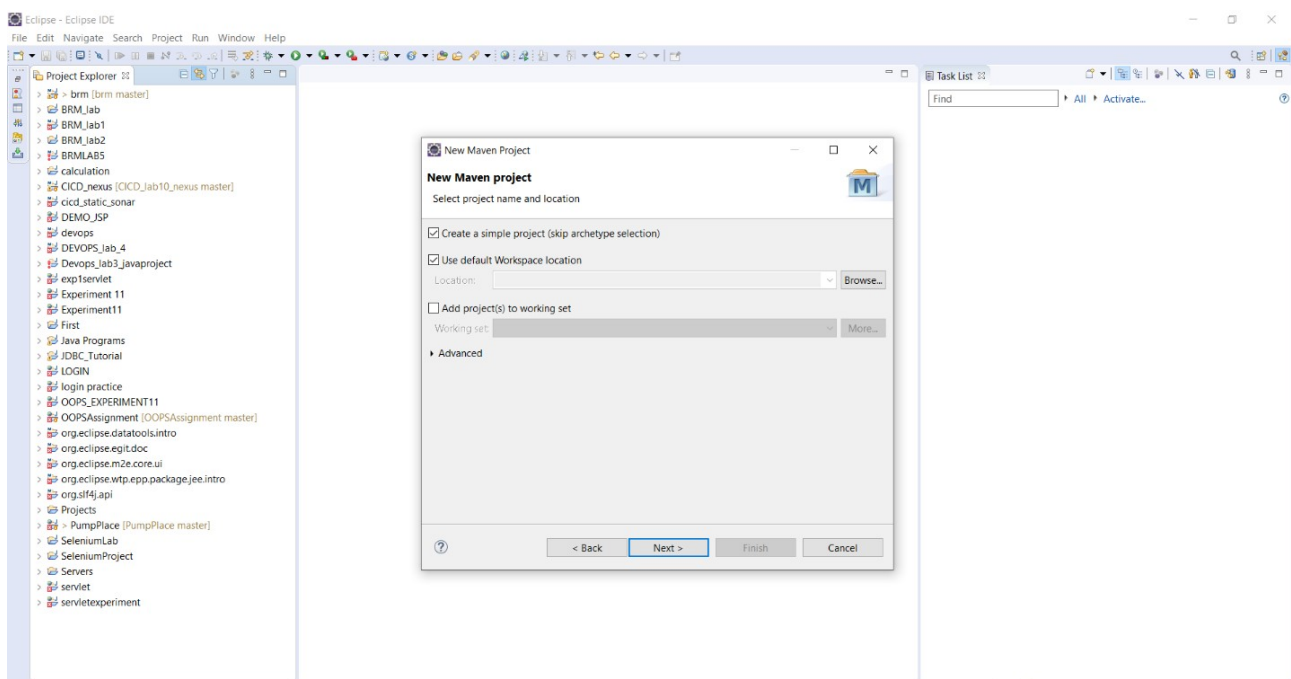 Eclipse - Eclipse IDE
File Edit Navigate Search Project Run Window Help
Project Explorer
> brm [brm master]
BRM_lab
BRM_lab1
BRM_lab2
BRMLAB5
calculation
CICD_nexus [CICD_lab10_nexus master]
cicd_static_sonar
DEMO_JSP
devops
DEVOPS_lab_4
Devops_lab3_javaproject
exp1servlet
Experiment 11
Experiment11
First
Java Programs
JDBC_Tutorial
LOGIN
login practice
OOPS_EXPERIMENT11
OOPSAssignment [OOPSAssignment master]
org.eclipse.datatools.intro
org.eclipse.egit.doc
org.eclipse.m2e.core.ui
org.eclipse.wtp.epp.package.jee.intro
org.slf4j.api
Projects
> PumpPlace [PumpPlace master]
SeleniumLab
SeleniumProject
Servers
servlet
servletexperiment
New Maven Project
New Maven project
Select project name and location
M
Create a simple project (skip archetype selection)
Use default Workspace location
Location: Browse...
Add project(s) to working set
Working set: More...
Advanced
? < Back Next > Finish Cancel
Task List
Find All Activate... ?